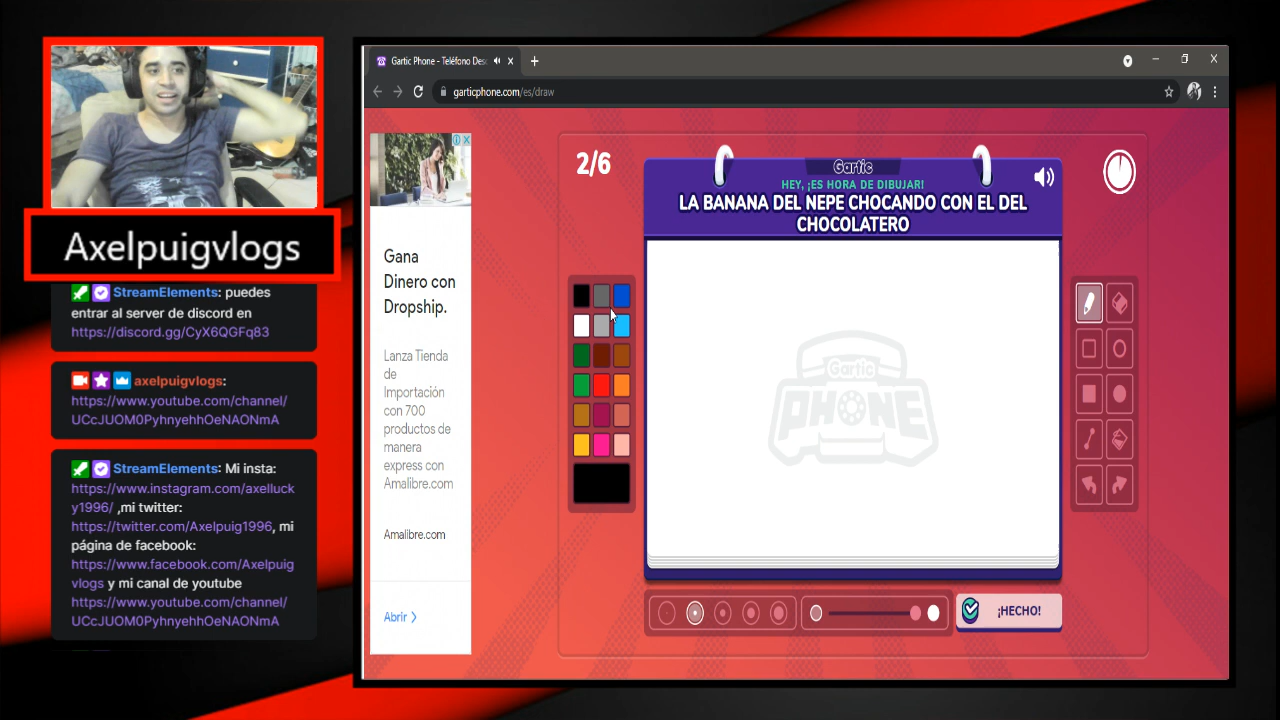 Axelpuigvlogs
StreamElements: puedes
entrar al server de discord en
https://discord.gg/CyX6QGFq83
axelpuigvlogs:
https://www.youtube.com/channel/
UCcJUOM0PyhnyehhOeNAONmA
StreamElements: Mi insta:
https://www.instagram.com/axelluck
y1996/ ,mi twitter:
https://twitter.com/Axelpuig1996, mi
página de facebook:
https://www.facebook.com/Axelpuig
vlogs y mi canal de youtube
https://www.youtube.com/channel/
UCcJUOM0PyhnyehhOeNAONmA
Gartic Phone - Teléfono Des
garticphone.com/es/draw
Gana
Dinero con
Dropship.
Lanza Tienda
de
Importación
con 700
productos de
manera
express con
Amalibre.com
Amalibre.com
Abrir
2/6
Gartic
HEY, ¡ES HORA DE DIBUJAR!
LA BANANA DEL NEPE CHOCANDO CON EL DEL
CHOCOLATERO
Gartic
PHONE
¡HECHO!